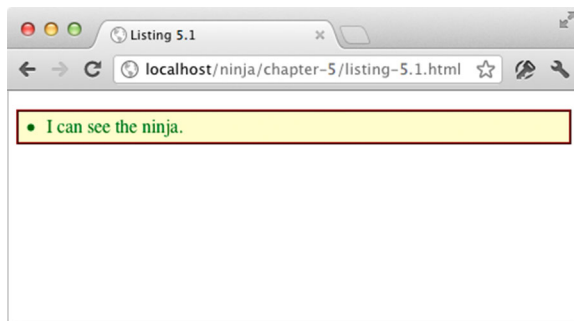 Listing 5.1
localhost/ninja/chapter-5/listing-5.1.html
• I can see the ninja.